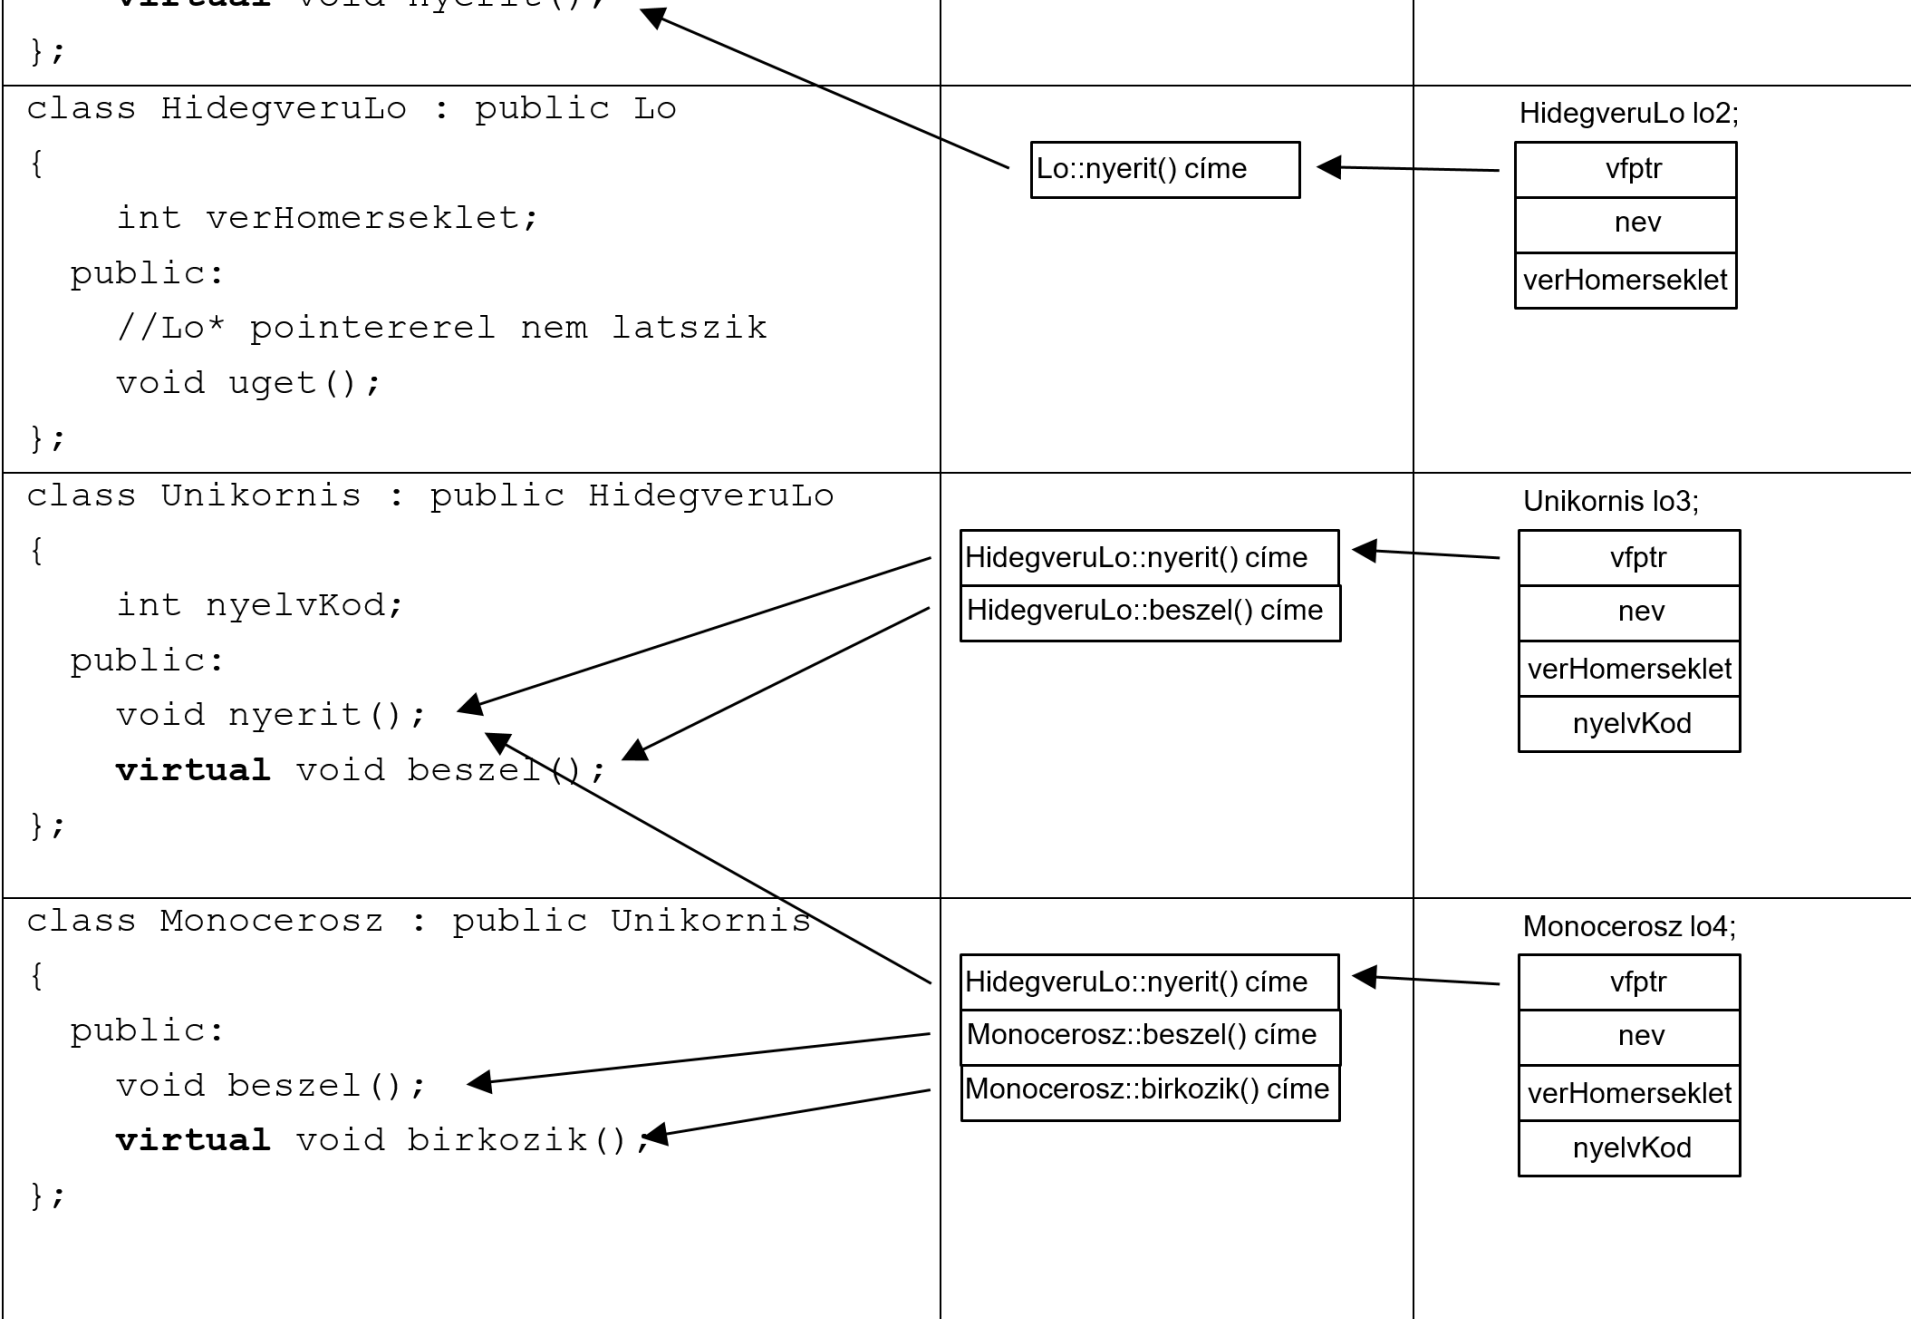 virtual void nyerit();
};
class HidegveruLo : public Lo
{
int verHomerseklet;
public:
//Lo* pointererel nem latszik
void uget();
};
Lo::nyerit() címe
HidegveruLo lo2;
vfptr
nev
verHomerseklet
class Unikornis : public HidegveruLo
{
int nyelvKod;
public:
void nyerit();
virtual void beszel();
};
HidegveruLo::nyerit() címe
HidegveruLo::beszel() címe
Unikornis lo3;
vfptr
nev
verHomerseklet
nyelvKod
class Monocerosz : public Unikornis
{
public:
void beszel();
virtual void birkozik();
};
HidegveruLo::nyerit() címe
Monocerosz::beszel() címe
Monocerosz::birkozik() címe
Monocerosz lo4;
vfptr
nev
verHomerseklet
nyelvKod